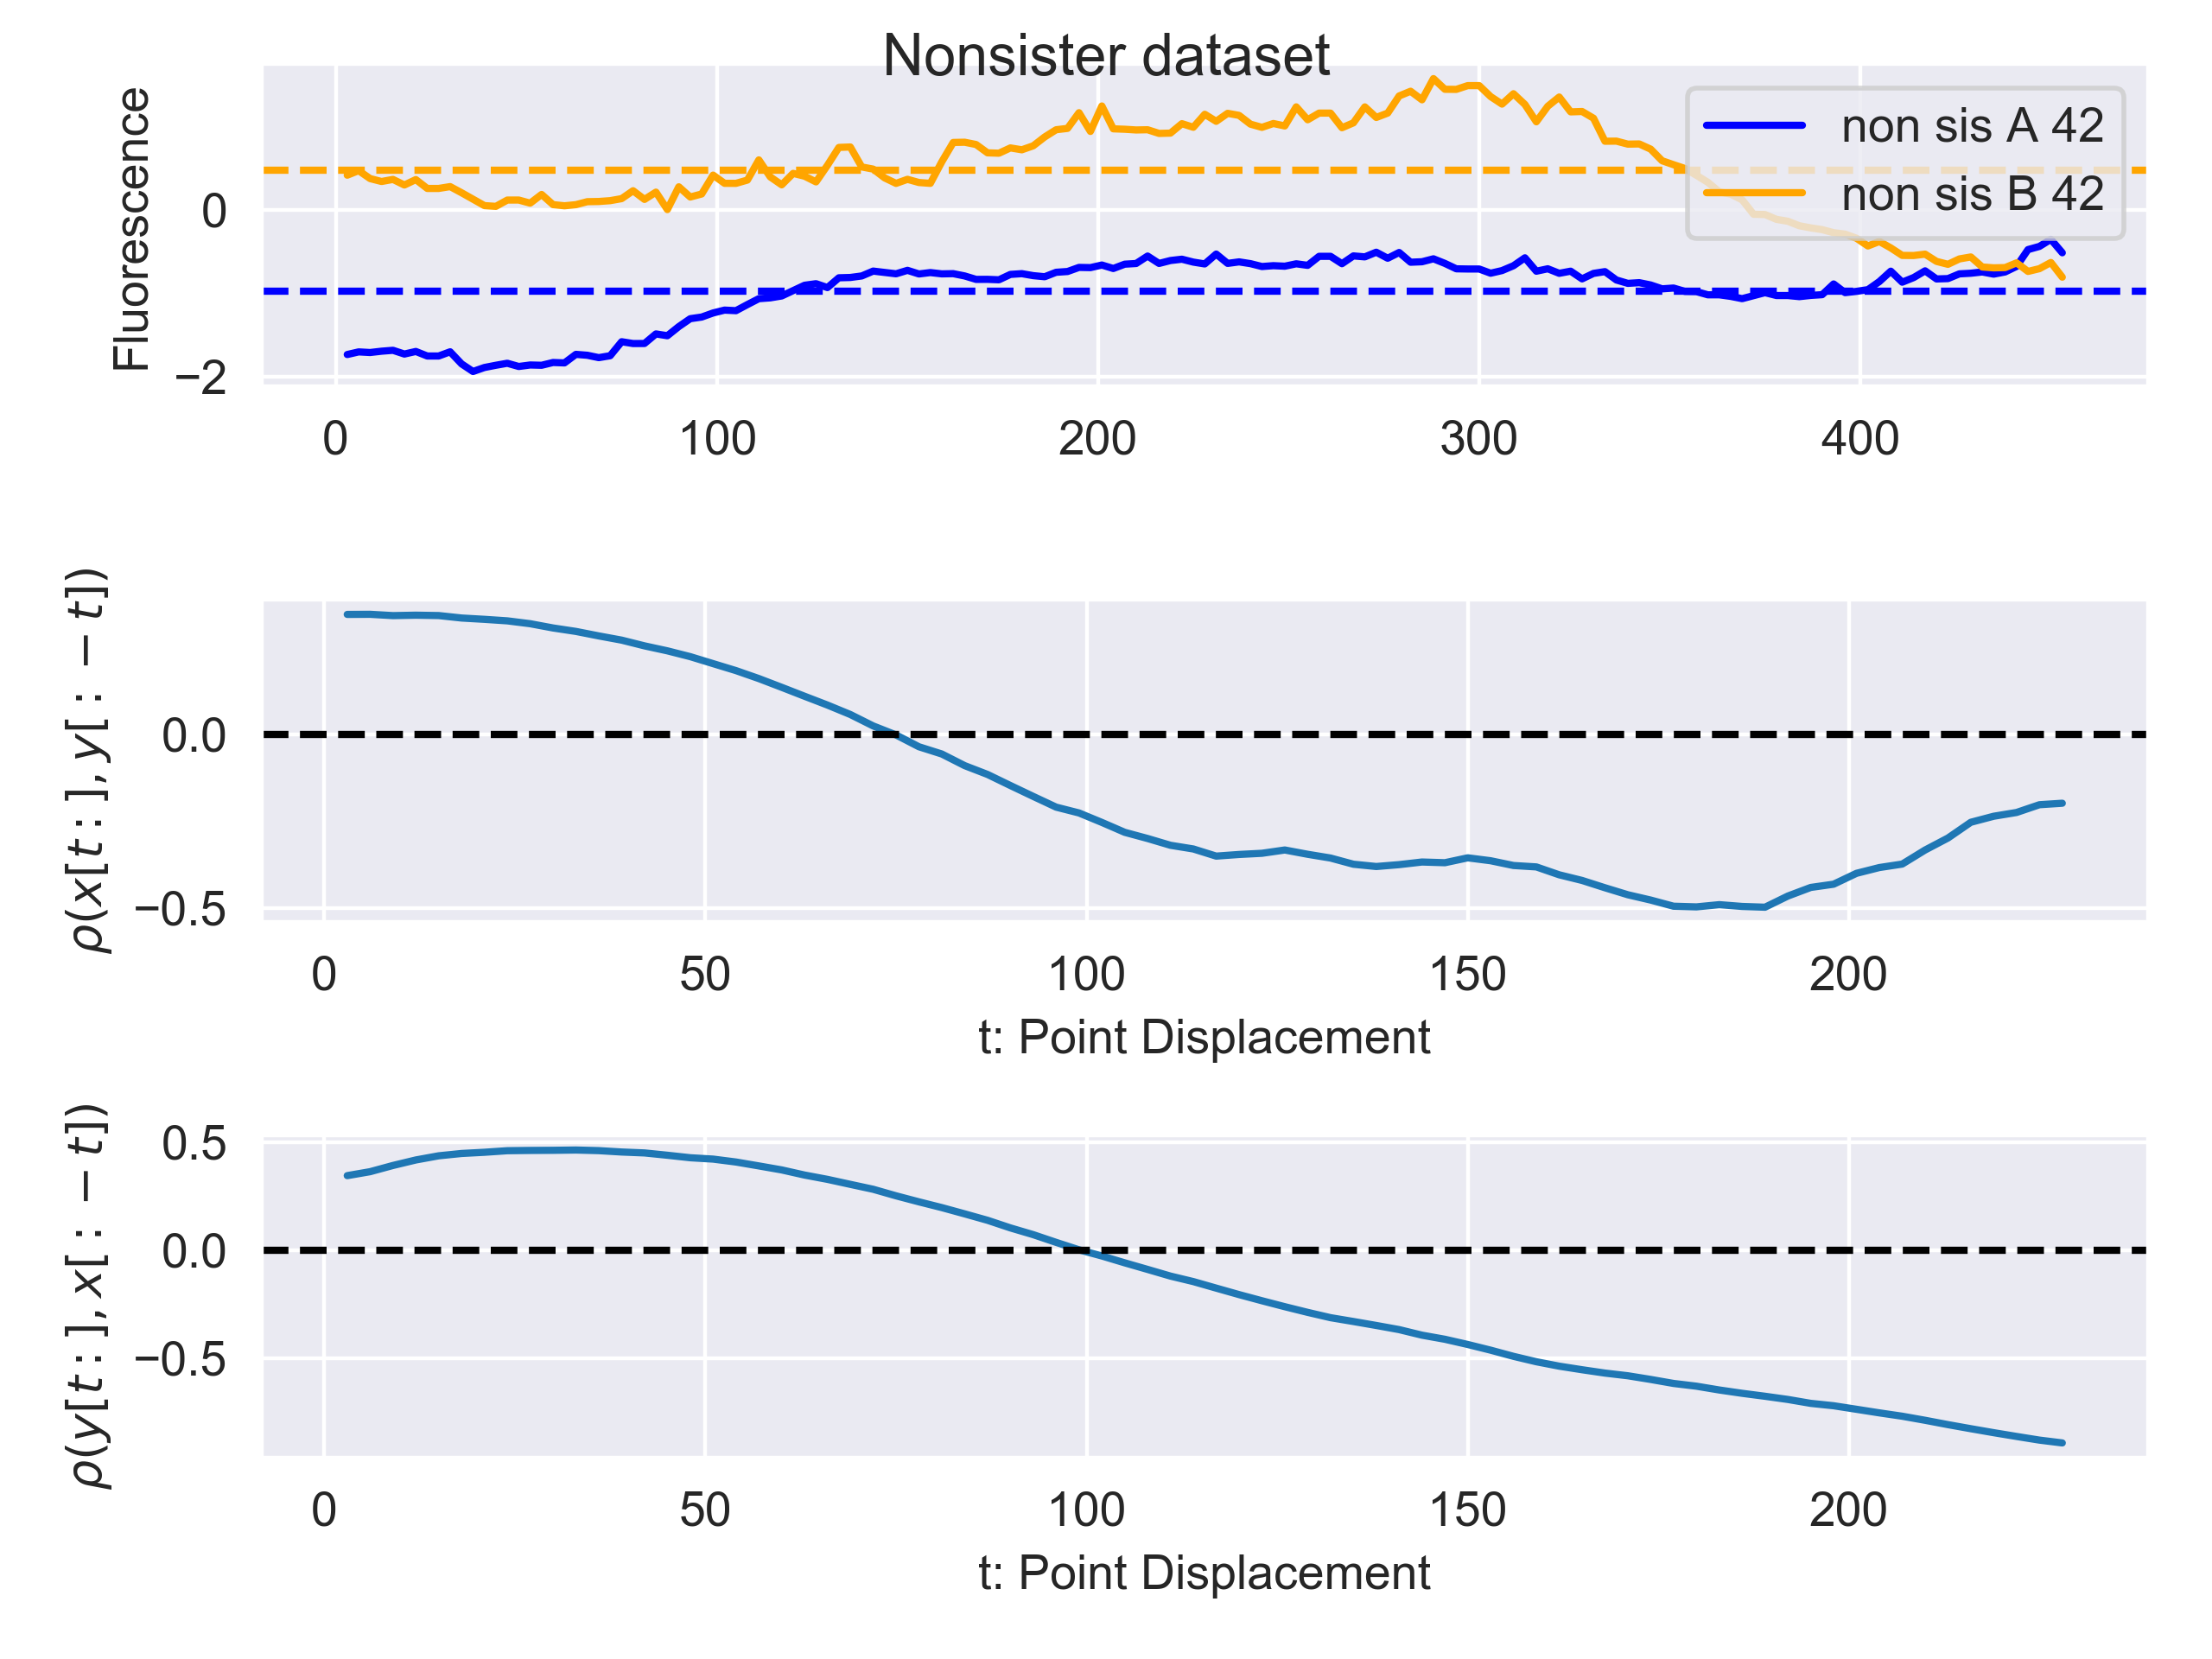 Nonsister dataset
Fluorescence
0
−2
non sis A 42
non sis B 42
0 100 200 300 400
ρ(x[t:], y[: − t])
0.0
−0.5
0 50 100 150 200
t: Point Displacement
ρ(y[t:], x[: − t])
0.5
0.0
−0.5
0 50 100 150 200
t: Point Displacement